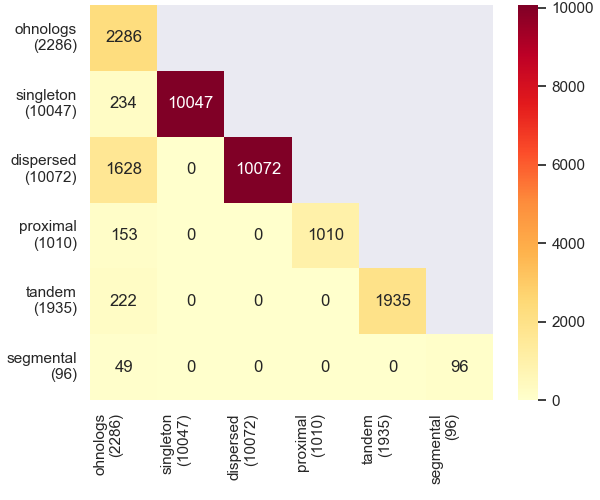 ohnologs
(2286)
2286
singleton
(10047)
234 10047
dispersed
(10072)
1628 0 10072
proximal
(1010)
153 0 0 1010
tandem
(1935)
222 0 0 0 1935
segmental
(96)
49 0 0 0 0 96
ohnologs
(2286)
singleton
(10047)
dispersed
(10072)
proximal
(1010)
tandem
(1935)
segmental
(96)
10000
8000
6000
4000
2000
0